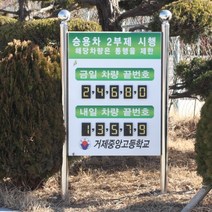 승용차 2부제 시행
해당차량은 통행을 제한
금일 차량 끝번호
2·4·6·8·0
내일 차량 끝번호
1·3·5·7·9
거제중앙고등학교